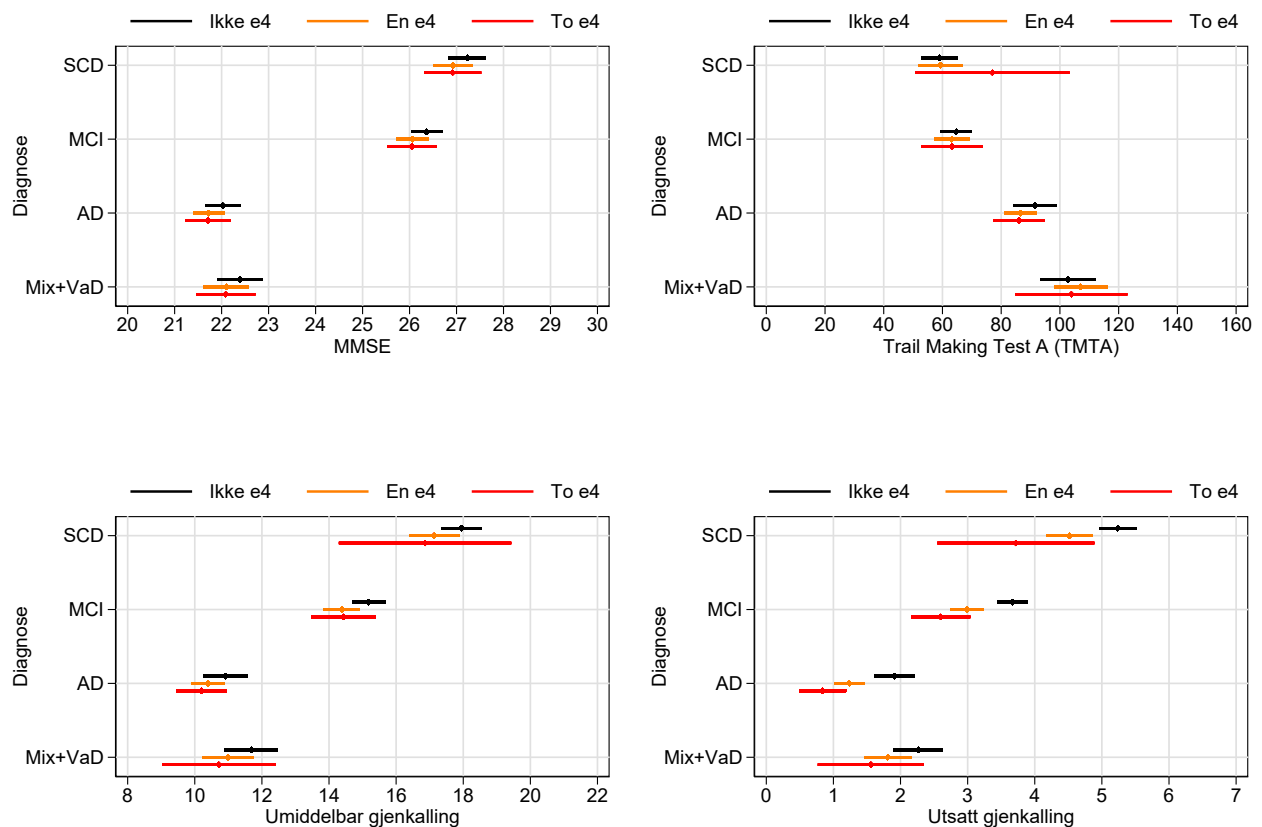 Ikke e4 En e4 To e4
Diagnose
SCD
MCI
AD
Mix+VaD
20 21 22 23 24 25 26 27 28 29 30
MMSE
Ikke e4 En e4 To e4
Diagnose
SCD
MCI
AD
Mix+VaD
0 20 40 60 80 100 120 140 160
Trail Making Test A (TMTA)
Ikke e4 En e4 To e4
Diagnose
SCD
MCI
AD
Mix+VaD
8 10 12 14 16 18 20 22
Umiddelbar gjenkalling
Ikke e4 En e4 To e4
Diagnose
SCD
MCI
AD
Mix+VaD
0 1 2 3 4 5 6 7
Utsatt gjenkalling